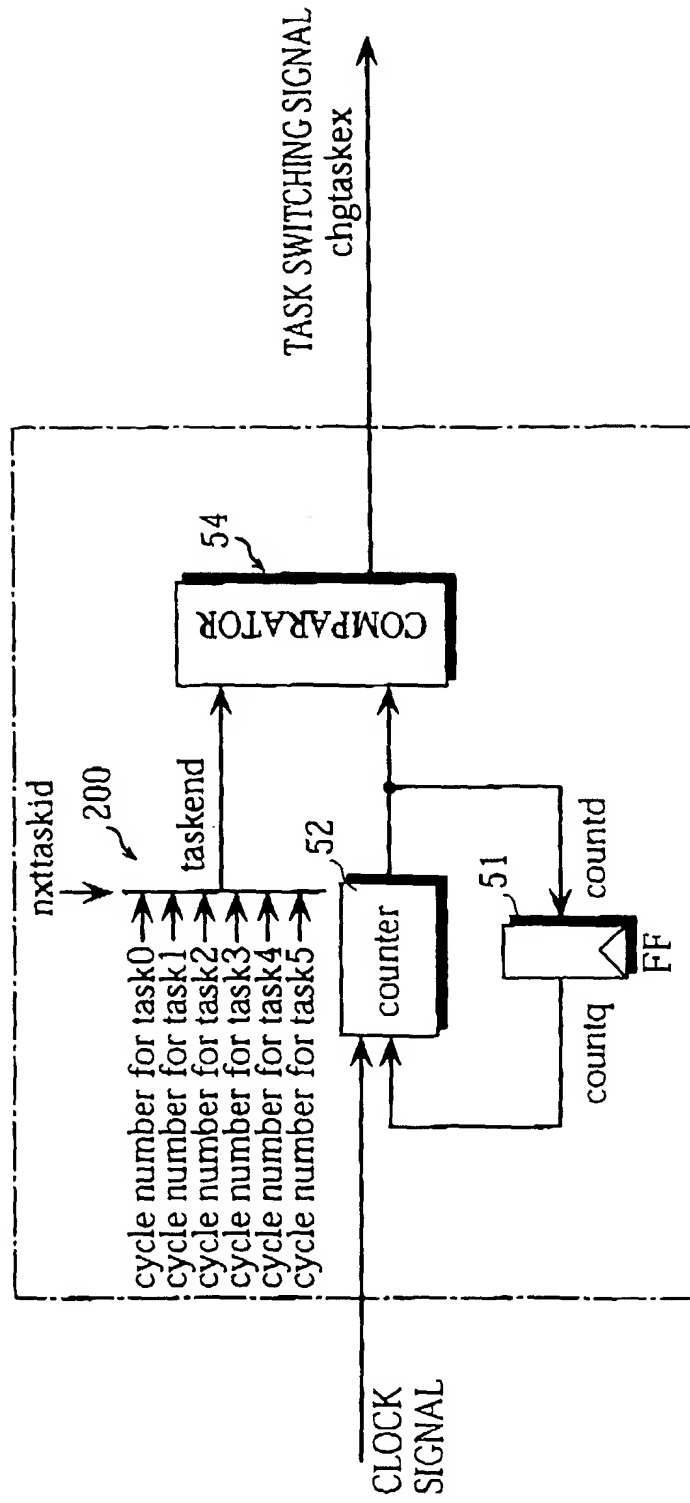 nxttaskid
200
cycle number for task0
cycle number for task1
cycle number for task2
cycle number for task3
cycle number for task4
cycle number for task5
taskend
54
COMPARATOR
TASK SWITCHING SIGNAL
chgtaskex
CLOCK
SIGNAL
52
counter
51
countd
countq
FF